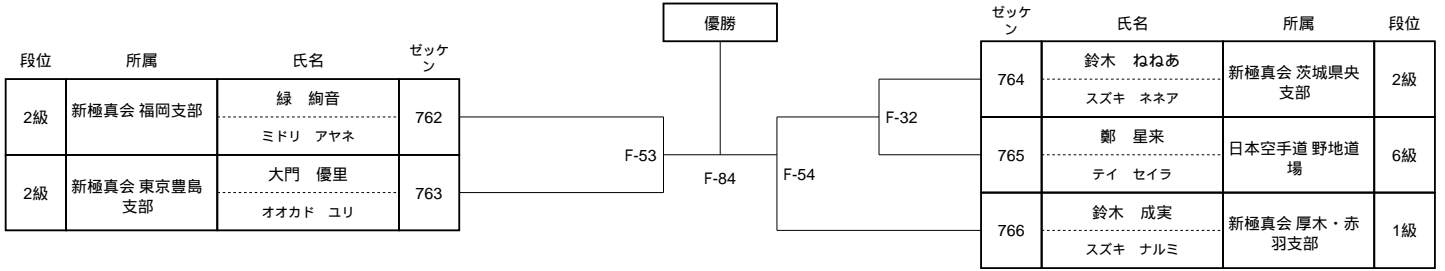 優勝
段位 所属 氏名 ゼッケ
ン
2級 新極真会 福岡支部 緑 絢音 762
ミドリ アヤネ
2級 新極真会 東京豊島
支部 大門 優里 763
オオカド ユリ
F-53
F-84
F-54
F-32
ゼッケ
ン 氏名 所属 段位
764 鈴木 ねねあ 新極真会 茨城県央
支部 2級
スズキ ネネア
765 鄭 星来 日本空手道 野地道
場 6級
テイ セイラ
766 鈴木 成実 新極真会 厚木・赤
羽支部 1級
スズキ ナルミ